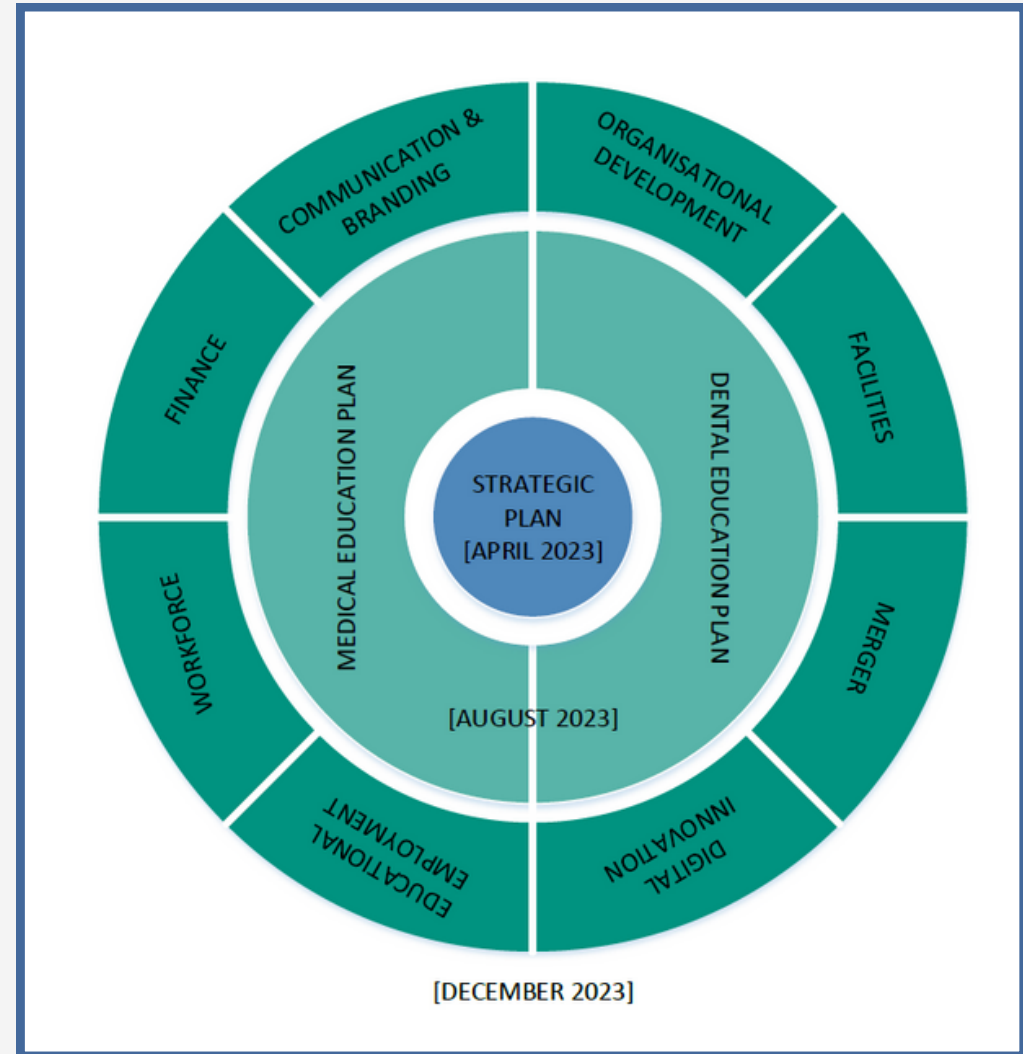 COMMUNICATION &
BRANDING
ORGANISATIONAL
DEVELOPMENT
FINANCE
FACILITIES
MEDICAL EDUCATION PLAN
STRATEGIC
PLAN
[APRIL 2023]
DENTAL EDUCATION PLAN
WORKFORCE
MERGER
[AUGUST 2023]
EDUCATIONAL
EMPLOYMENT
DIGITAL
INNOVATION
[DECEMBER 2023]